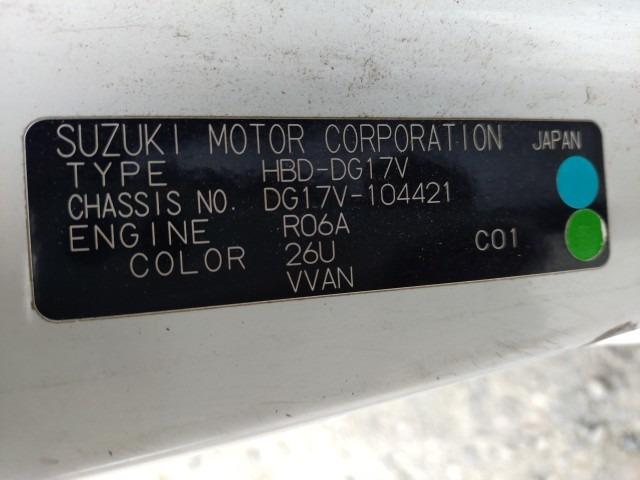 SUZUKI MOTOR CORPORATION JAPAN
TYPE HBD-DG17V
CHASSIS NO. DG17V-104421
ENGINE R06A
COLOR 26U C01
VVAN